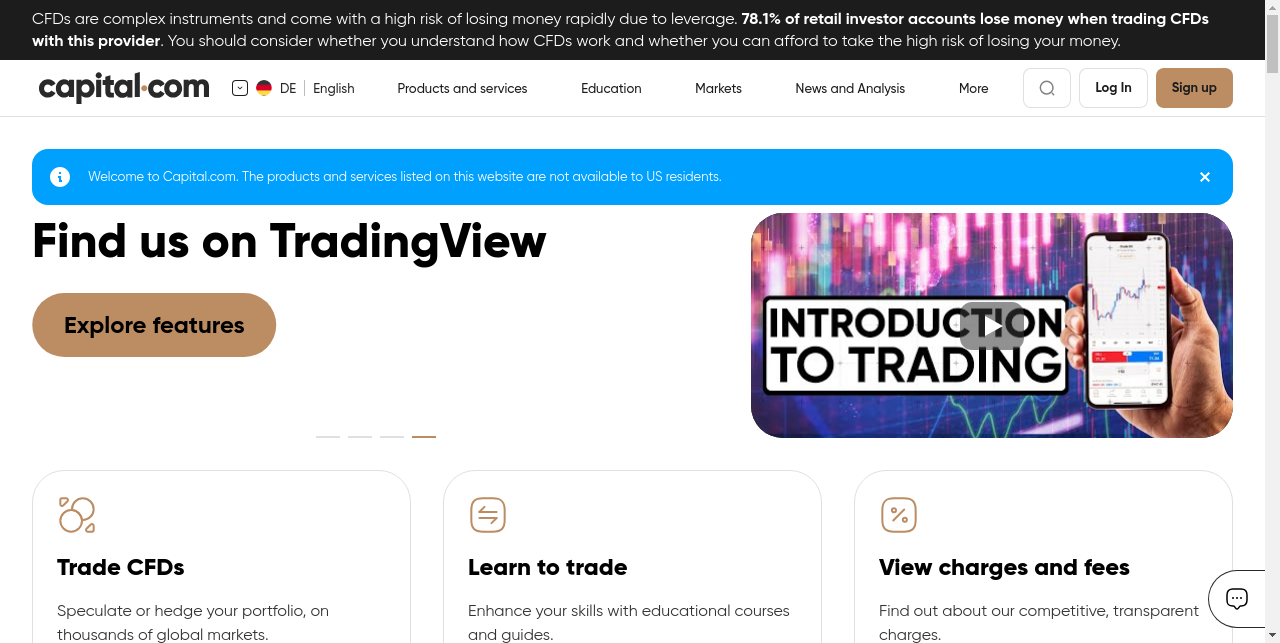 CFDs are complex instruments and come with a high risk of losing money rapidly due to leverage. 78.1% of retail investor accounts lose money when trading CFDs
with this provider. You should consider whether you understand how CFDs work and whether you can afford to take the high risk of losing your money.
capital.com
DE English
Products and services
Education
Markets
News and Analysis
More
Log In
Sign up
Welcome to Capital.com. The products and services listed on this website are not available to US residents.
Find us on TradingView
Explore features
INTRODUCTION
TO TRADING
Trade CFDs
Speculate or hedge your portfolio, on
thousands of global markets.
Learn to trade
Enhance your skills with educational courses
and guides.
View charges and fees
Find out about our competitive, transparent
charges.